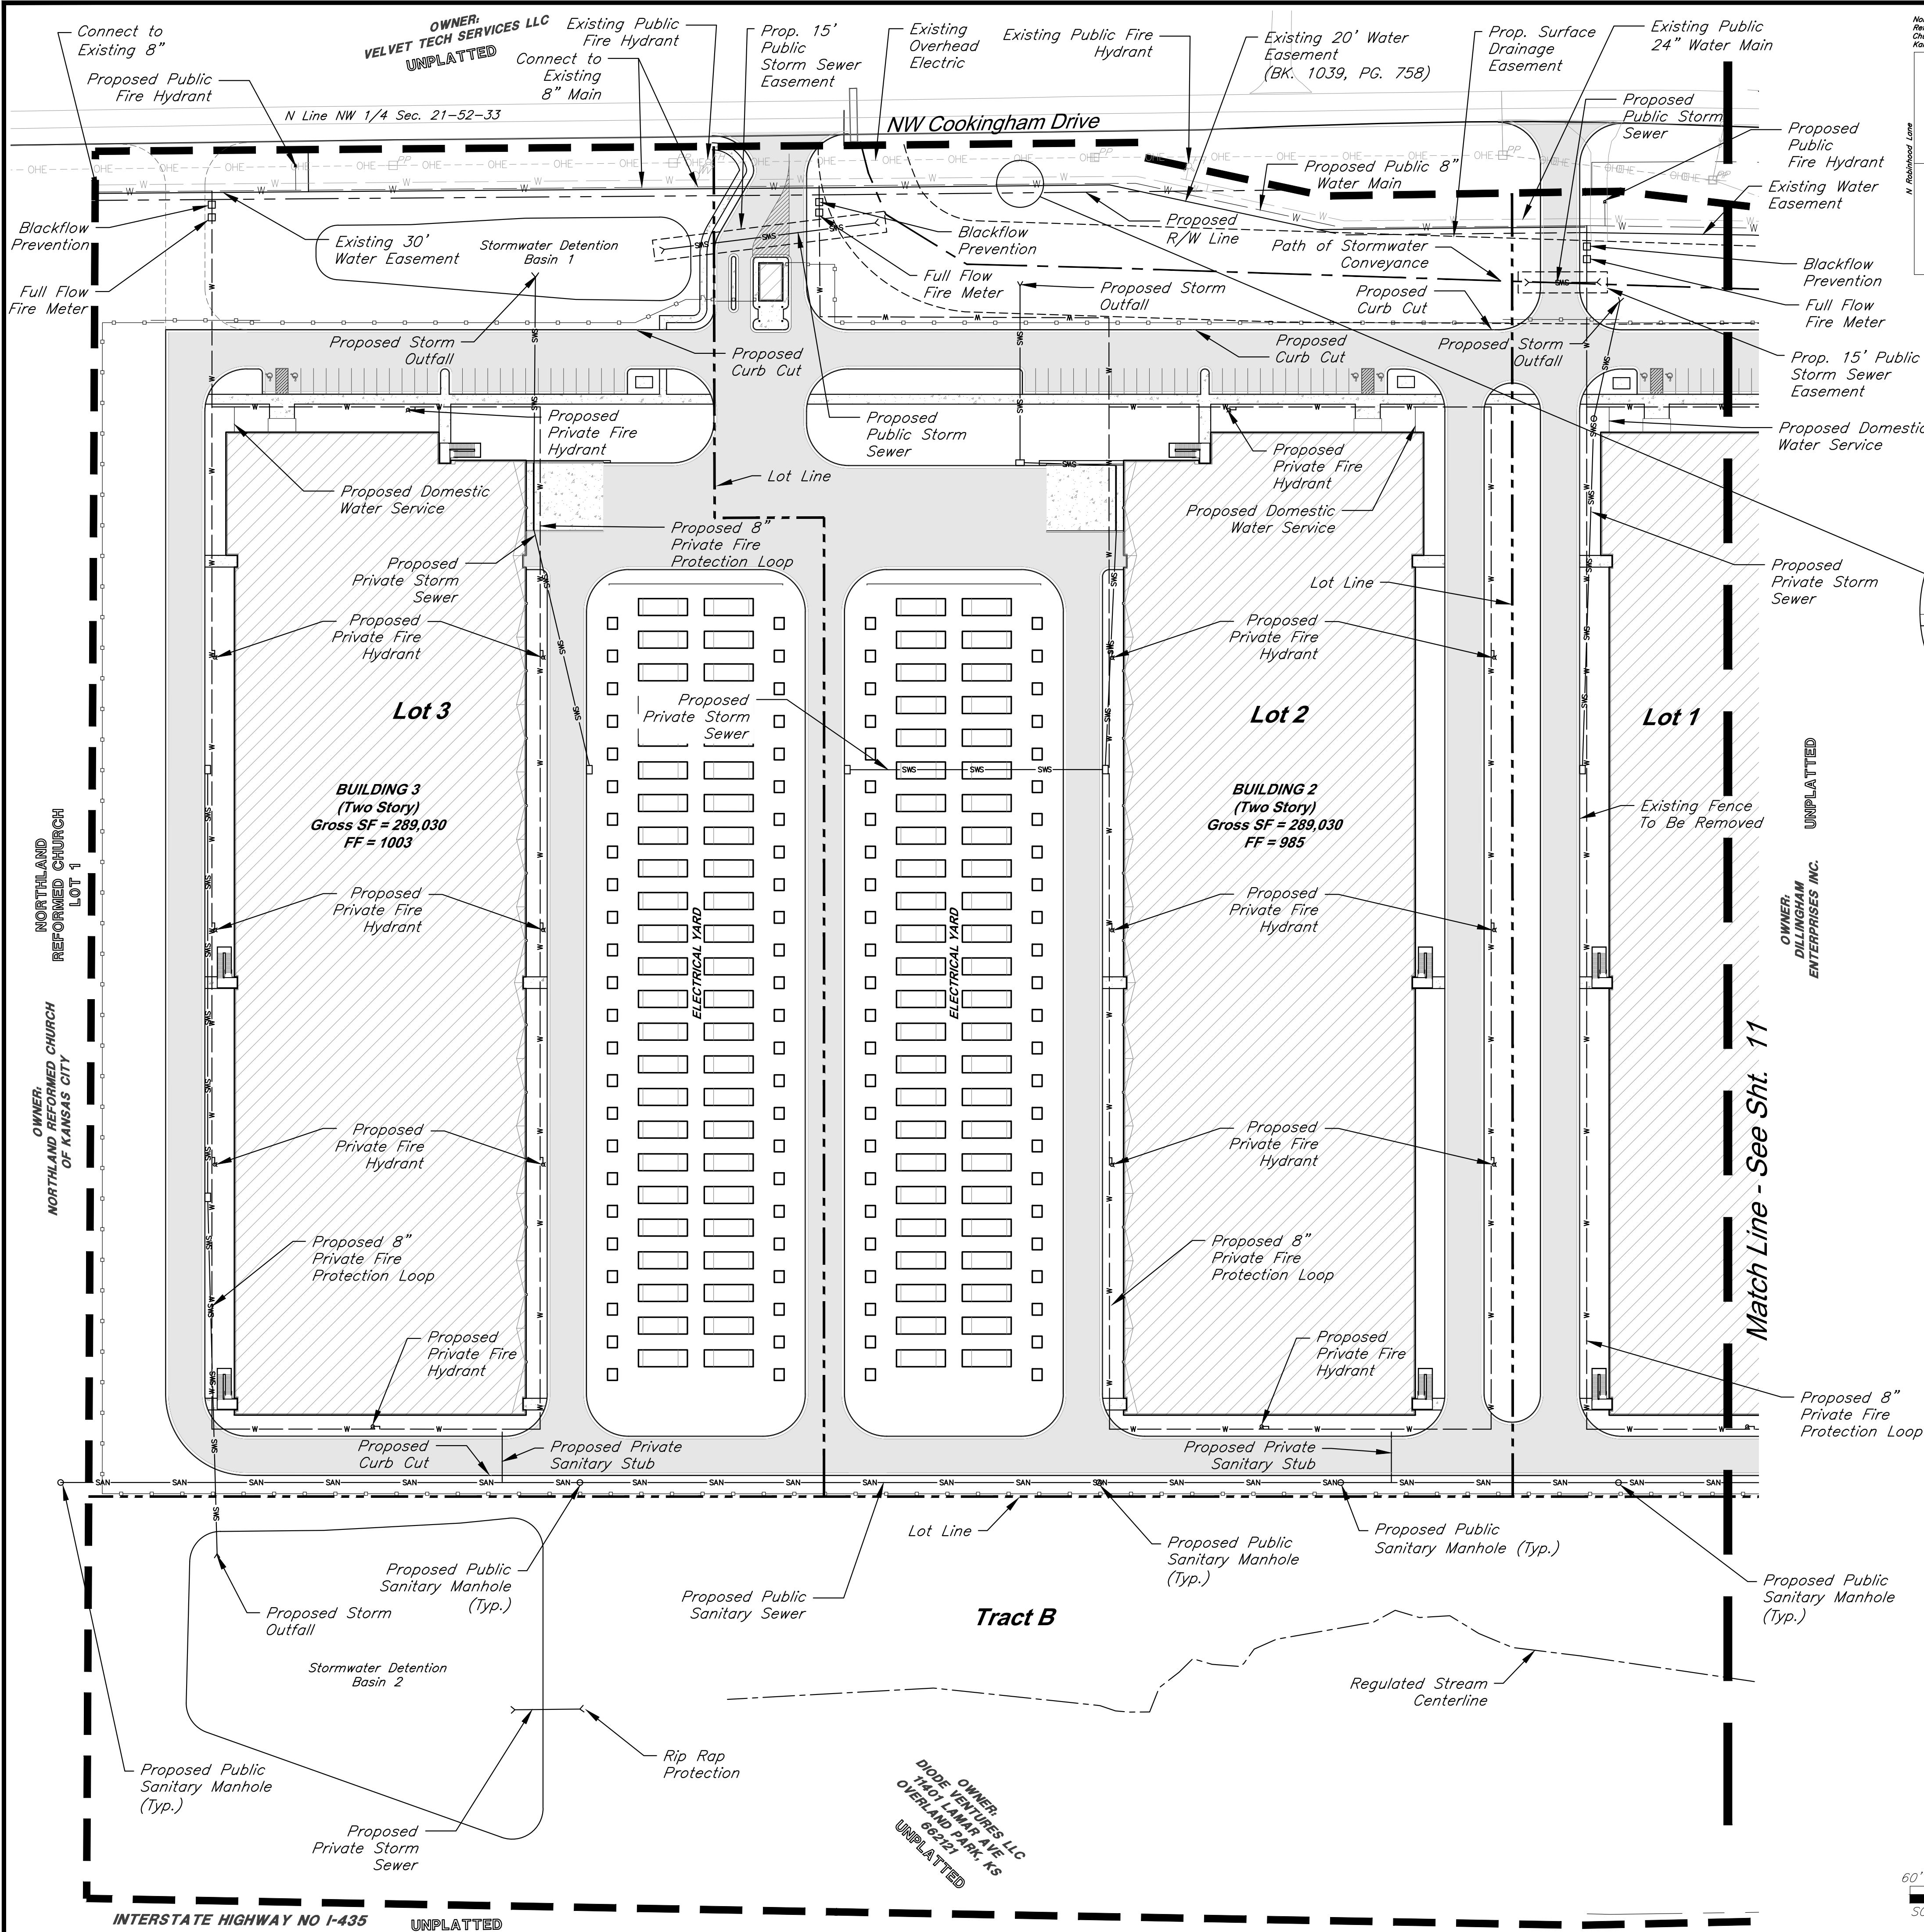 Connect to
Existing 8"
OWNER:
VELVET TECH SERVICES LLC
UNPLATTED
Existing Public
Fire Hydrant
Connect to
Existing
8" Main
Prop. 15'
Public
Storm Sewer
Easement
Existing
Overhead
Electric
Existing Public Fire
Hydrant
Existing 20' Water
Easement
(BK. 1039, PG. 758)
Prop. Surface
Drainage
Easement
Existing Public
24" Water Main
Proposed Public
Fire Hydrant
N Line NW 1/4 Sec. 21-52-33
NW Cookingham Drive
Proposed
Public Storm
Sewer
Proposed
Public
Fire Hydrant
N Robinhood Lane
Proposed Public 8"
Water Main
Existing Water
Easement
Blackflow
Prevention
Existing 30'
Water Easement
Stormwater Detention
Basin 1
Blackflow
Prevention
Proposed
R/W Line
Path of Stormwater
Conveyance
Blackflow
Prevention
Full Flow
Fire Meter
Full Flow
Fire Meter
Proposed Storm
Outfall
Proposed
Curb Cut
Full Flow
Fire Meter
Proposed Storm
Outfall
Proposed
Curb Cut
Proposed
Curb Cut
Proposed Storm
Outfall
Prop. 15' Public
Storm Sewer
Easement
Proposed
Private Fire
Hydrant
Proposed
Public Storm
Sewer
Proposed Domestic
Water Service
Proposed
Private Fire
Hydrant
Lot Line
Proposed Domestic
Water Service
Proposed Domestic
Water Service
Proposed 8"
Private Fire
Protection Loop
Proposed
Private Storm
Sewer
Lot Line
Proposed
Private Storm
Sewer
Proposed
Private Fire
Hydrant
Proposed
Private Fire
Hydrant
Lot 3
Proposed
Private Storm
Sewer
Lot 2
Lot 1
BUILDING 3
(Two Story)
Gross SF = 289,030
FF = 1003
BUILDING 2
(Two Story)
Gross SF = 289,030
FF = 985
Existing Fence
To Be Removed
UNPLATTED
OWNER:
DILLINGHAM
ENTERPRISES INC.
NORTHLAND
REFORMED CHURCH
LOT 1
OWNER:
NORTHLAND REFORMED CHURCH
OF KANSAS CITY
Proposed
Private Fire
Hydrant
ELECTRICAL YARD
ELECTRICAL YARD
Proposed
Private Fire
Hydrant
Match Line - See Sht. 11
Proposed
Private Fire
Hydrant
Proposed
Private Fire
Hydrant
Proposed 8"
Private Fire
Protection Loop
Proposed 8"
Private Fire
Protection Loop
Proposed
Private Fire
Hydrant
Proposed
Private Fire
Hydrant
Proposed 8"
Private Fire
Protection Loop
Proposed
Curb Cut
Proposed Private
Sanitary Stub
Proposed Private
Sanitary Stub
Lot Line
Proposed Public
Sanitary Manhole
(Typ.)
Proposed Public
Sanitary Manhole (Typ.)
Proposed Public
Sanitary Manhole
(Typ.)
Proposed Public
Sanitary Sewer
Proposed Public
Sanitary Manhole
(Typ.)
Proposed Storm
Outfall
Tract B
Stormwater Detention
Basin 2
Regulated Stream
Centerline
Rip Rap
Protection
Proposed Public
Sanitary Manhole
(Typ.)
Proposed
Private Storm
Sewer
OWNER:
DIODE VENTURES LLC
11401 LAMAR AVE
OVERLAND PARK, KS
662121
UNPLATTED
60'
INTERSTATE HIGHWAY NO I-435
UNPLATTED